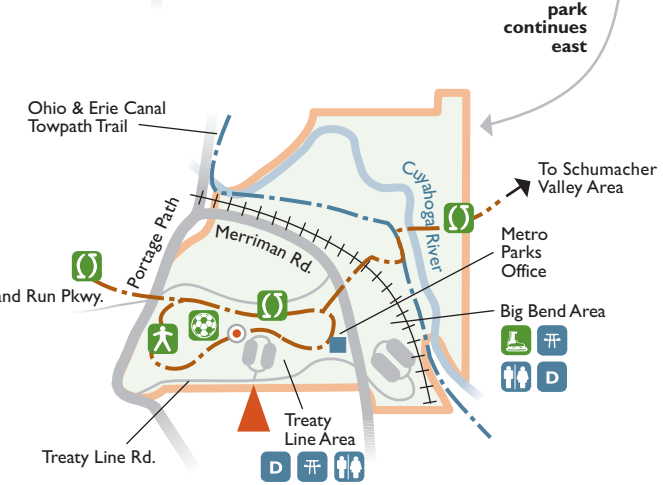 park
continues
east
Ohio & Erie Canal
Towpath Trail
To Schumacher
Valley Area
Cuyahoga River
Portage Path
Merriman Rd.
Metro
Parks
Office
and Run Pkwy.
Big Bend Area
D
Treaty
Line Area
Treaty Line Rd.
D